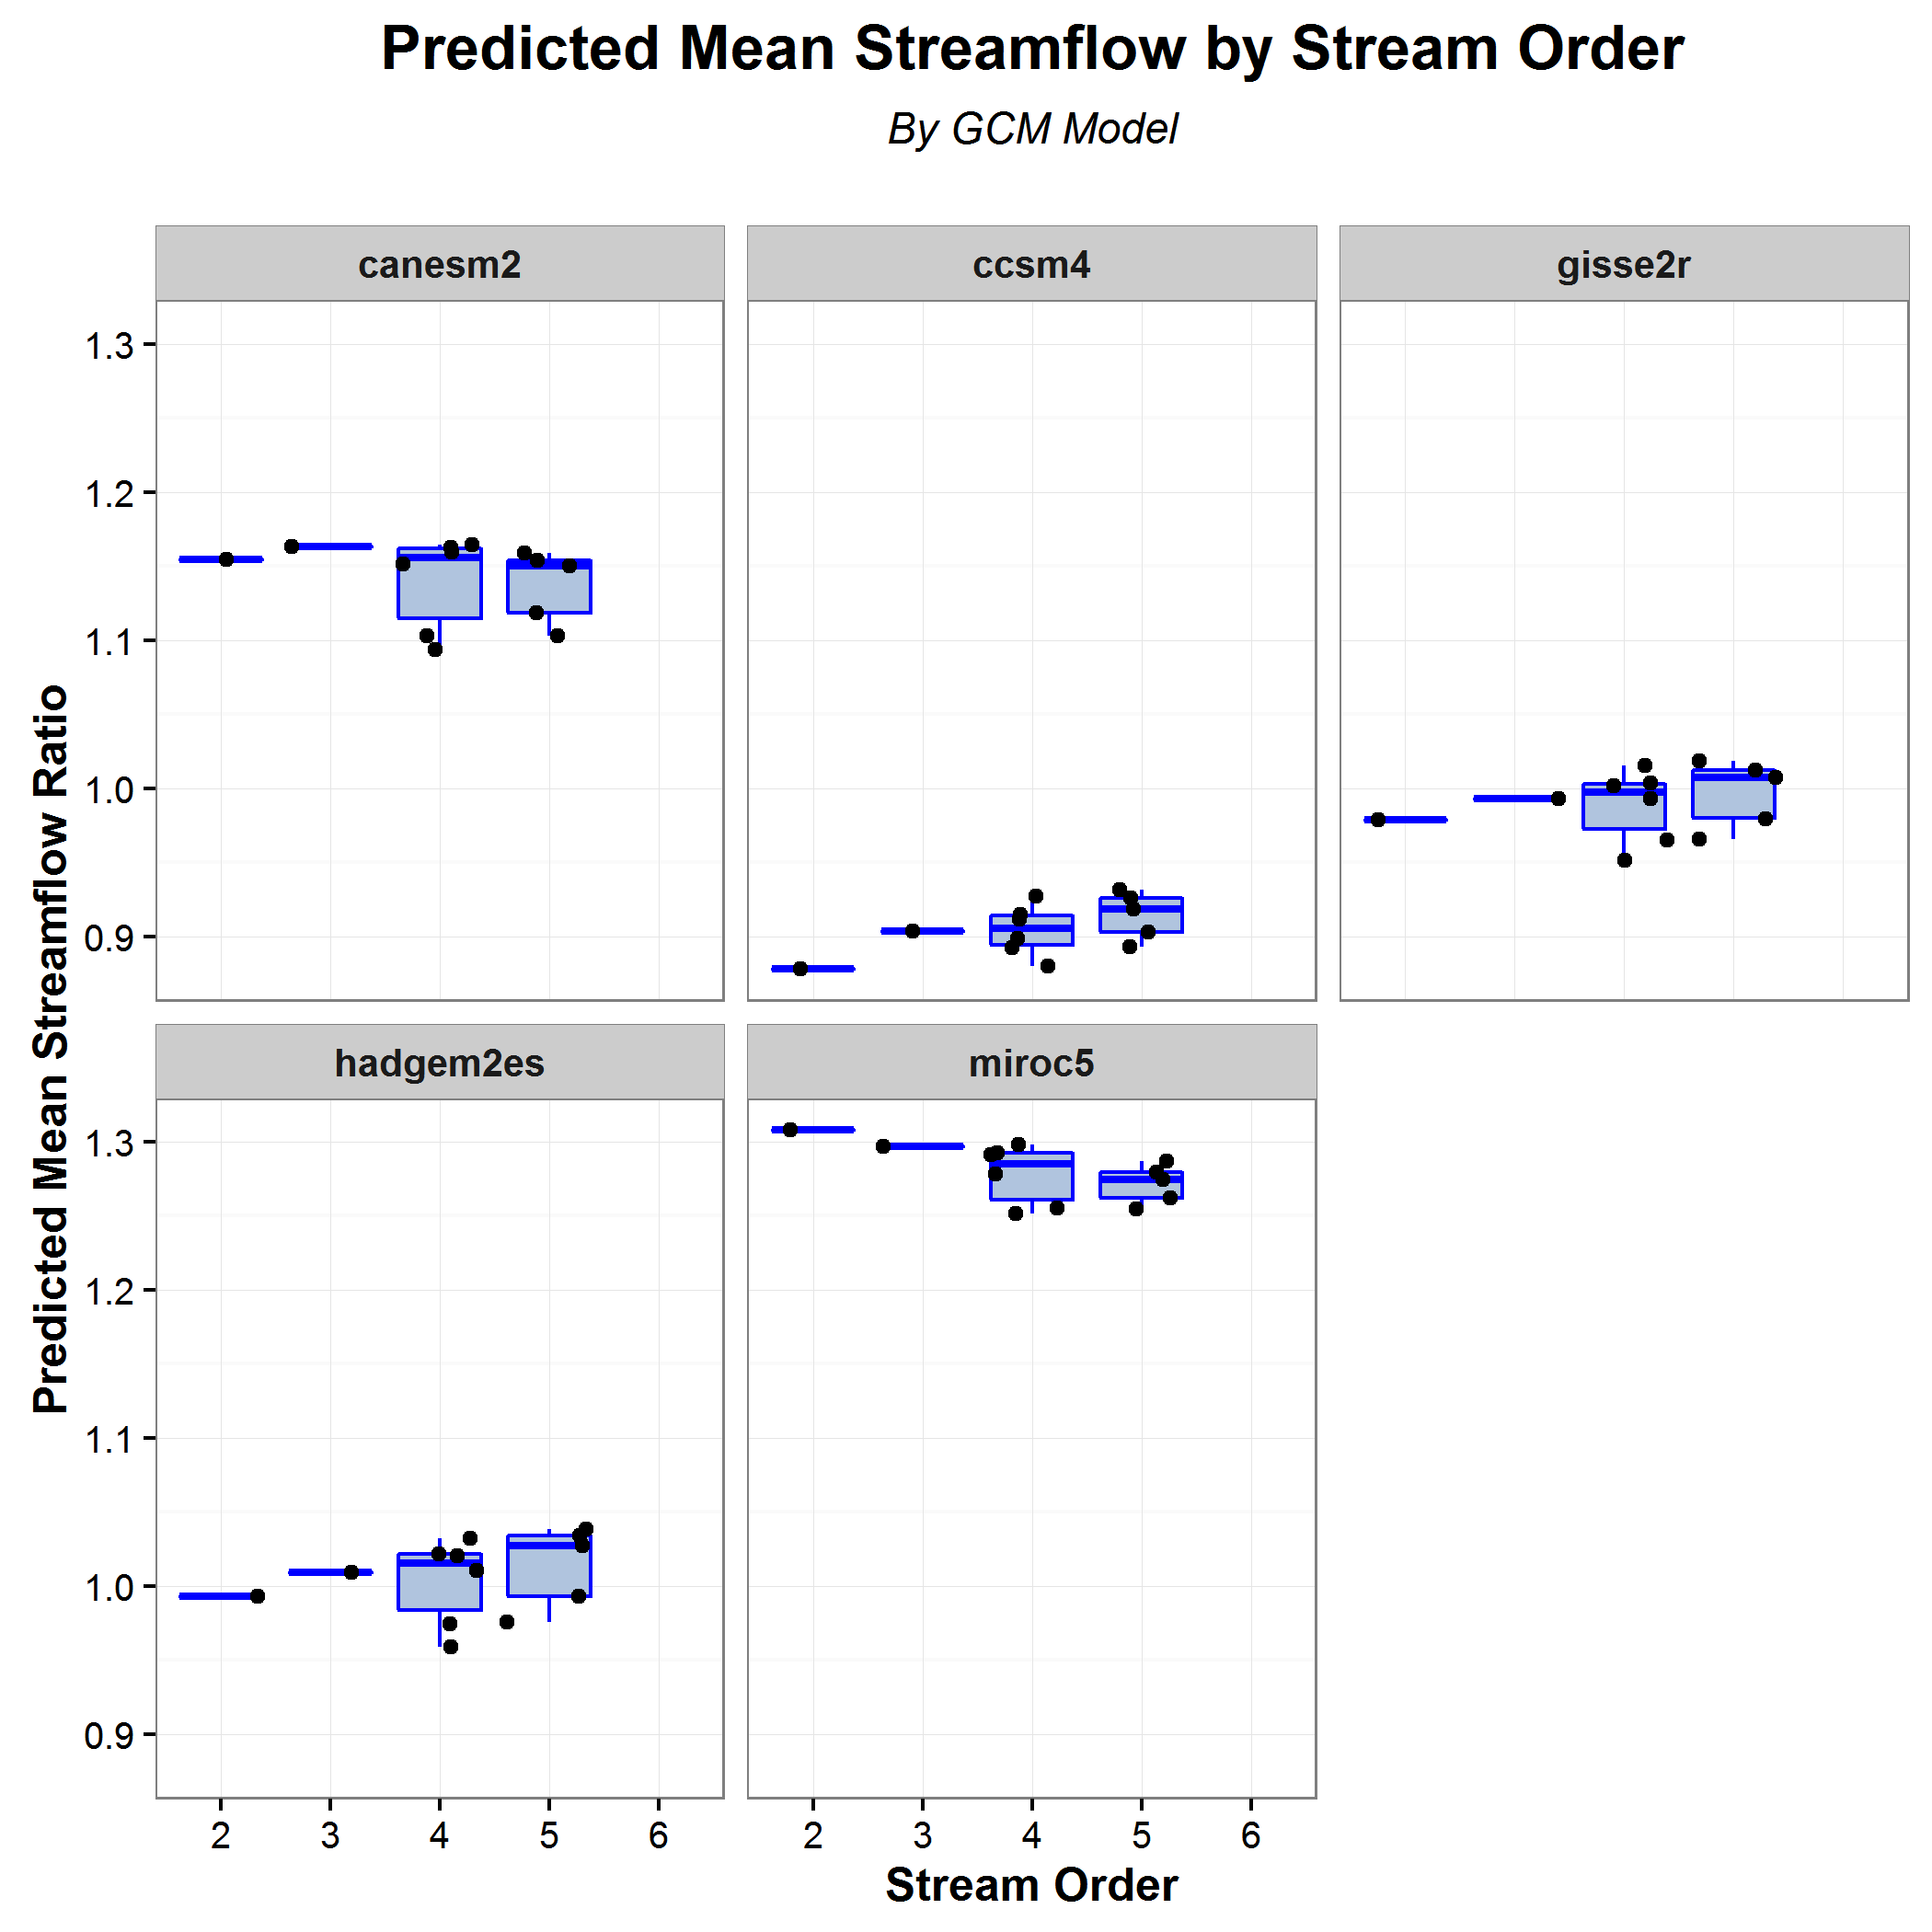 Predicted Mean Streamflow by Stream Order
By GCM Model
canesm2
ccsm4
gisse2r
1.3
1.2
1.1
1.0
0.9
Predicted Mean Streamflow Ratio
hadgem2es
miroc5
1.3
1.2
1.1
1.0
0.9
2 3 4 5 6
2 3 4 5 6
Stream Order